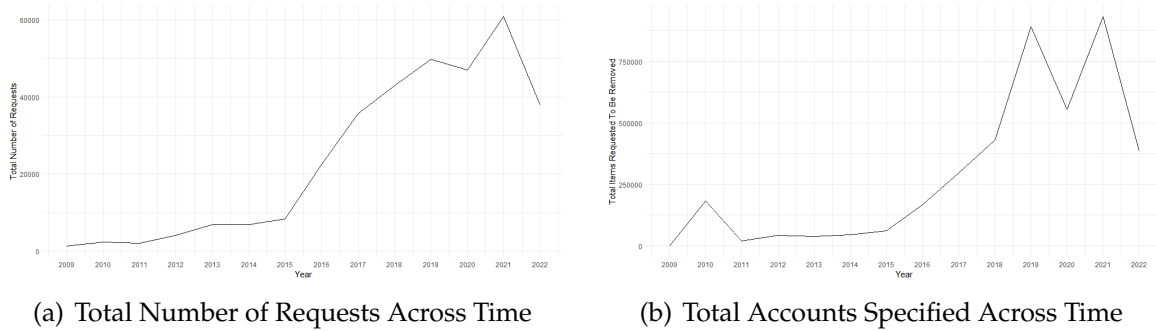 60000
40000
20000
0
Total Number of Requests
2009 2010 2011 2012 2013 2014 2015 2016 2017 2018 2019 2020 2021 2022
Year
(a) Total Number of Requests Across Time
750000
500000
250000
0
Total Items Requested To Be Removed
2009 2010 2011 2012 2013 2014 2015 2016 2017 2018 2019 2020 2021 2022
Year
(b) Total Accounts Specified Across Time